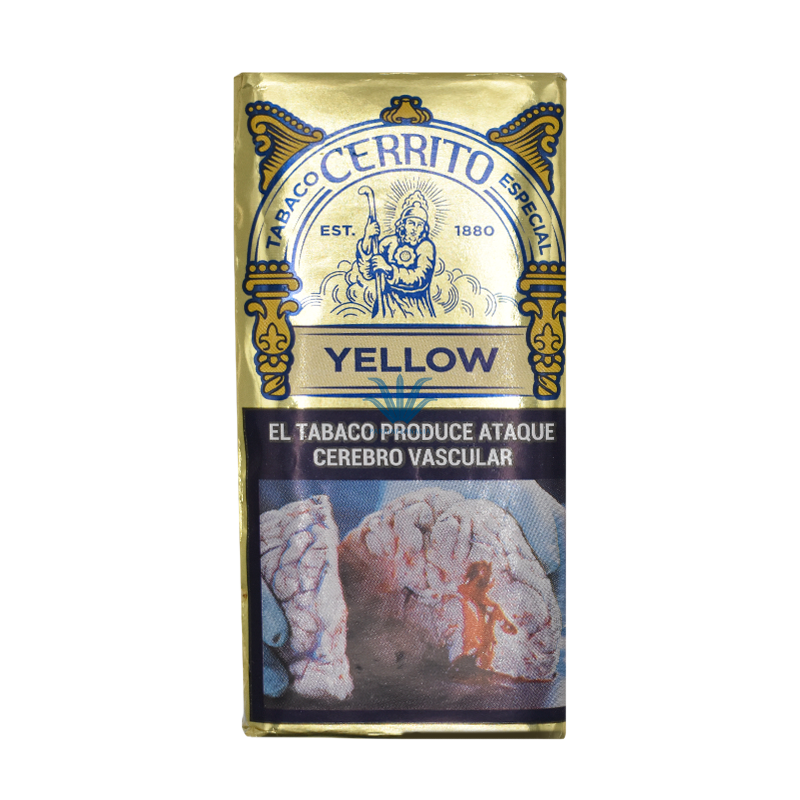 CERRITO
TABACO ESPECIAL
EST. 1880
YELLOW
EL TABACO PRODUCE ATAQUE
CEREBRO VASCULAR